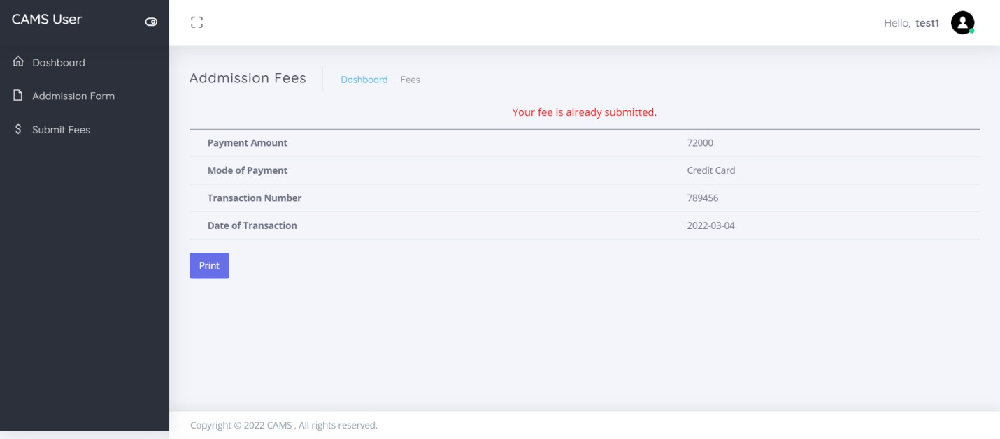 CAMS User
Hello, test1
Dashboard
Addmission Form
Submit Fees
Addmission Fees
Dashboard - Fees
Your fee is already submitted.
Payment Amount 72000
Mode of Payment Credit Card
Transaction Number 789456
Date of Transaction 2022-03-04
Print
Copyright © 2022 CAMS , All rights reserved.